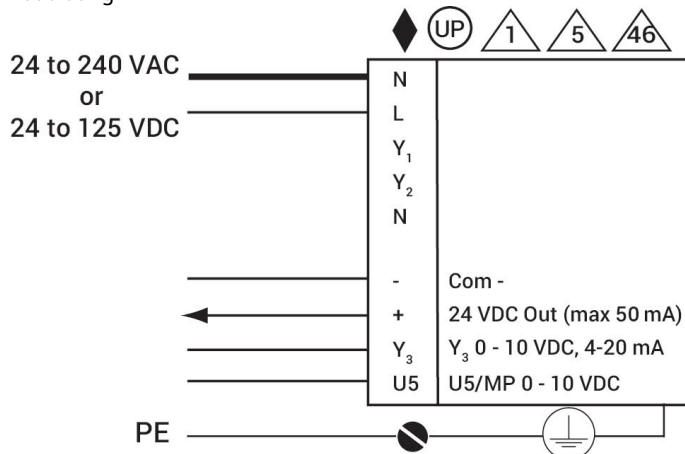 UP 1 5 46
24 to 240 VAC
or
24 to 125 VDC
N
L
Y₁
Y₂
N
- Com -
+ 24 VDC Out (max 50 mA)
Y₃ Y₃ 0 - 10 VDC, 4-20 mA
U5 U5/MP 0 - 10 VDC
PE